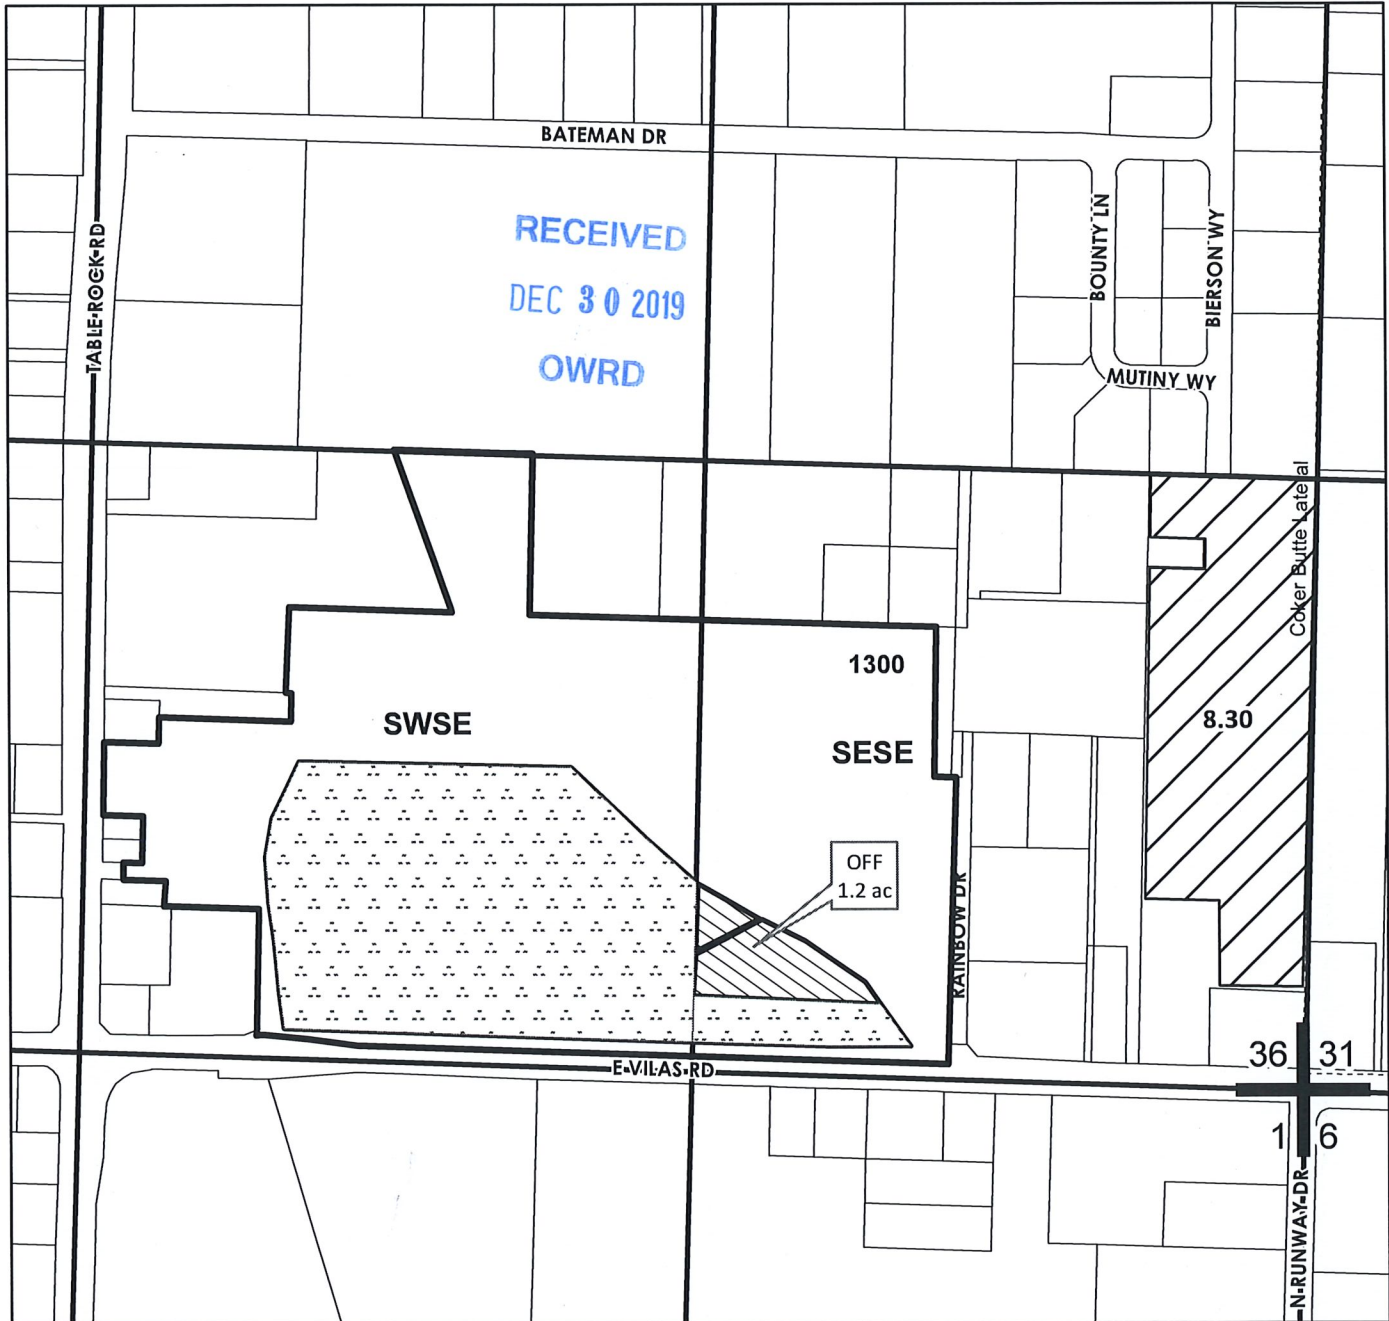 BATEMAN DR
TABLE ROCK RD
RECEIVED
DEC 30 2019
OWRD
BOUNTY LN
BIERSON WY
MUTINY WY
Coker Butte Lateral
1300
SWSE
SESE
8.30
OFF
1.2 ac
RAINBOW DR
E VILAS RD
36
31
1
6
N RUNWAY DR